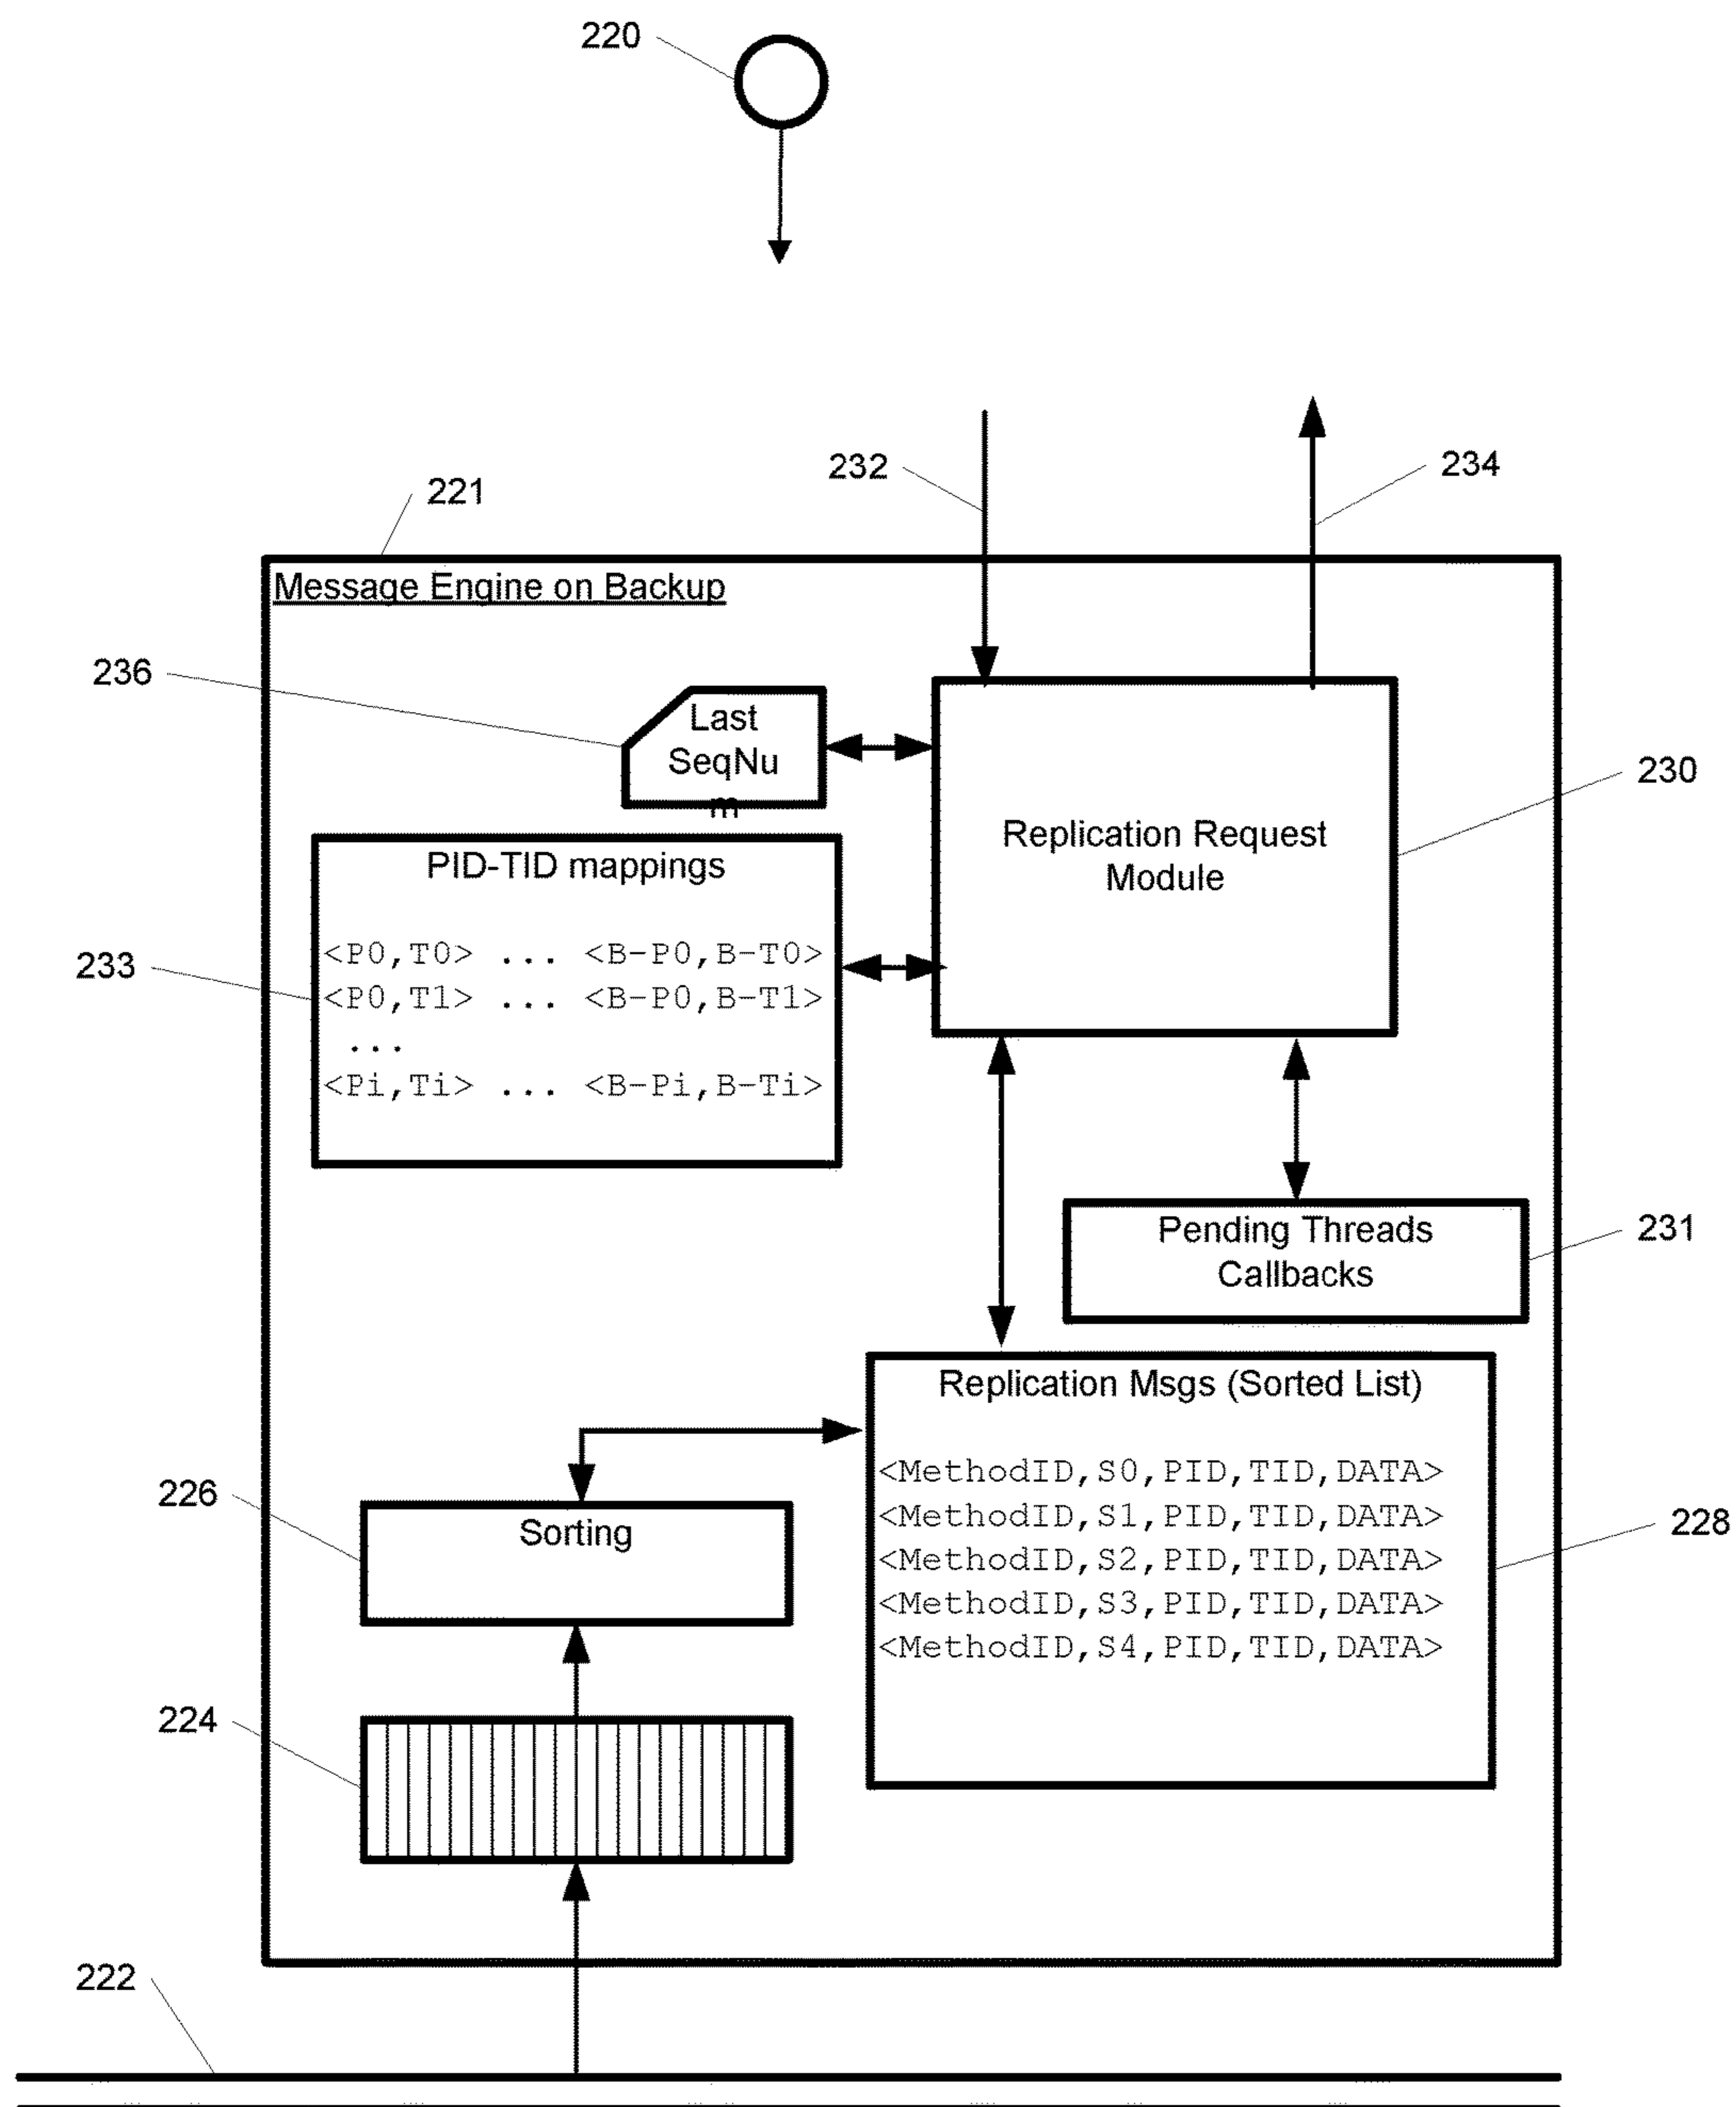 220
232
234
221
Message Engine on Backup
236
Last
SeqNu
m
230
Replication Request
Module
PID-TID mappings
233
<P0,T0> ... <B-P0,B-T0>
<P0,T1> ... <B-P0,B-T1>
...
<Pi,Ti> ... <B-Pi,B-Ti>
Pending Threads
Callbacks
231
Replication Msgs (Sorted List)
<MethodID,S0,PID,TID,DATA>
<MethodID,S1,PID,TID,DATA>
<MethodID,S2,PID,TID,DATA>
<MethodID,S3,PID,TID,DATA>
<MethodID,S4,PID,TID,DATA>
228
226
Sorting
224
222